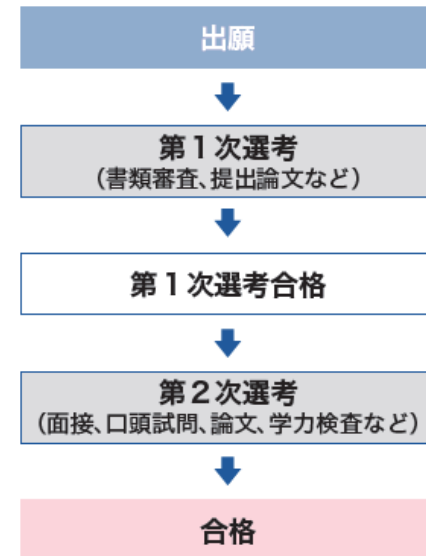 出願
第1次選考
(書類審査、提出論文など)
第1次選考合格
第2次選考
(面接、口頭試問、論文、学力検査など)
合格